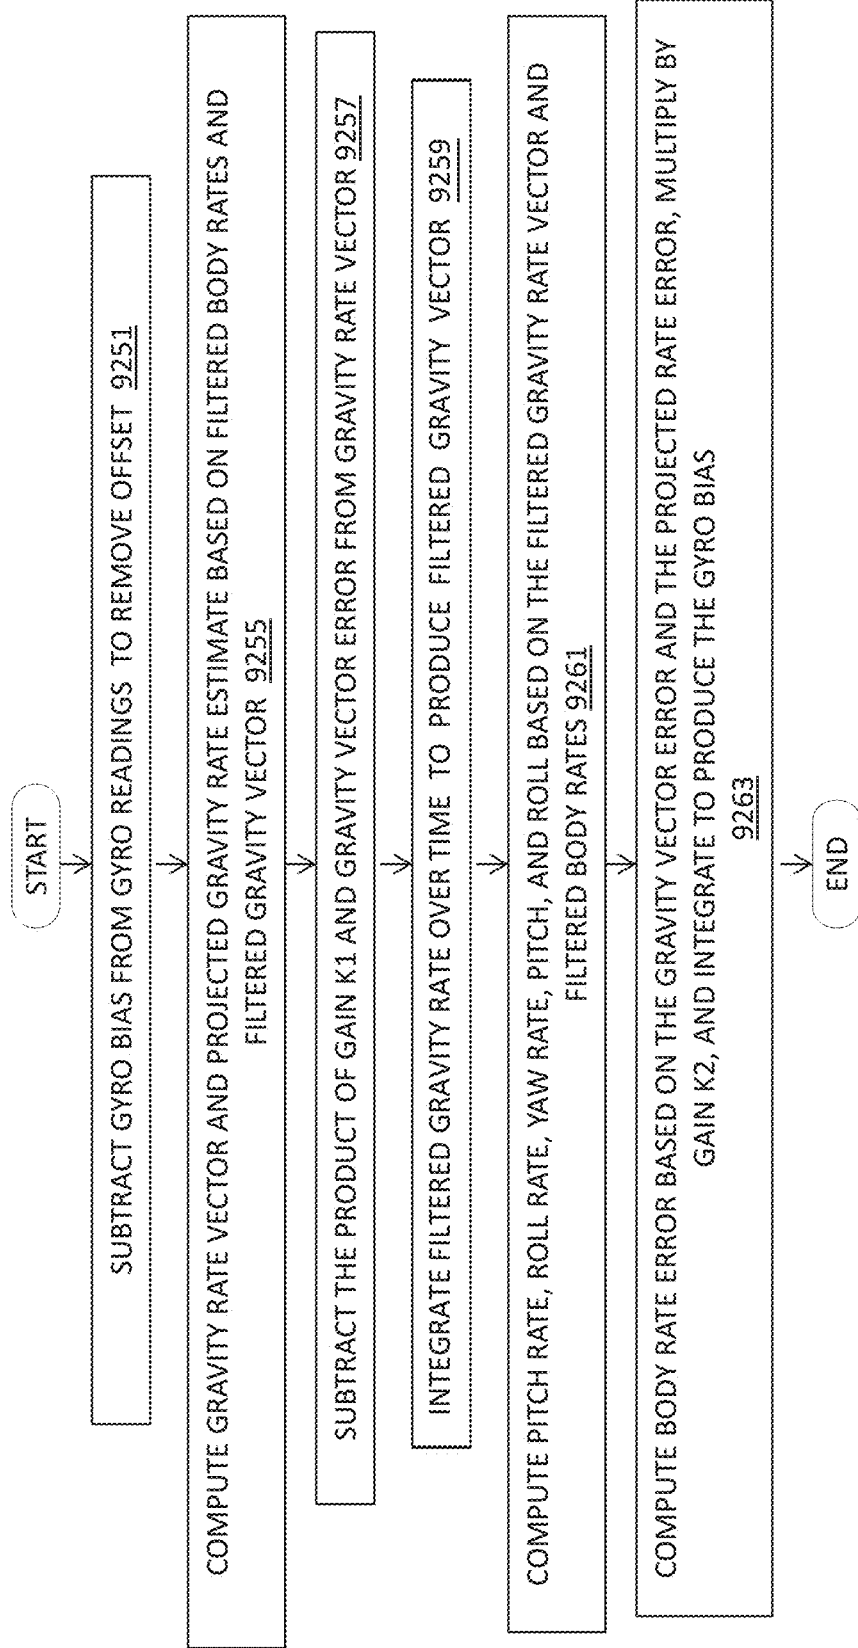 START
SUBTRACT GYRO BIAS FROM GYRO READINGS TO REMOVE OFFSET 9251
COMPUTE GRAVITY RATE VECTOR AND PROJECTED GRAVITY RATE ESTIMATE BASED ON FILTERED BODY RATES AND
FILTERED GRAVITY VECTOR 9255
SUBTRACT THE PRODUCT OF GAIN K1 AND GRAVITY VECTOR ERROR FROM GRAVITY RATE VECTOR 9257
INTEGRATE FILTERED GRAVITY RATE OVER TIME TO PRODUCE FILTERED GRAVITY VECTOR 9259
COMPUTE PITCH RATE, ROLL RATE, YAW RATE, PITCH, AND ROLL BASED ON THE FILTERED GRAVITY RATE VECTOR AND
FILTERED BODY RATES 9261
COMPUTE BODY RATE ERROR BASED ON THE GRAVITY VECTOR ERROR AND THE PROJECTED RATE ERROR, MULTIPLY BY
GAIN K2, AND INTEGRATE TO PRODUCE THE GYRO BIAS
9263
END